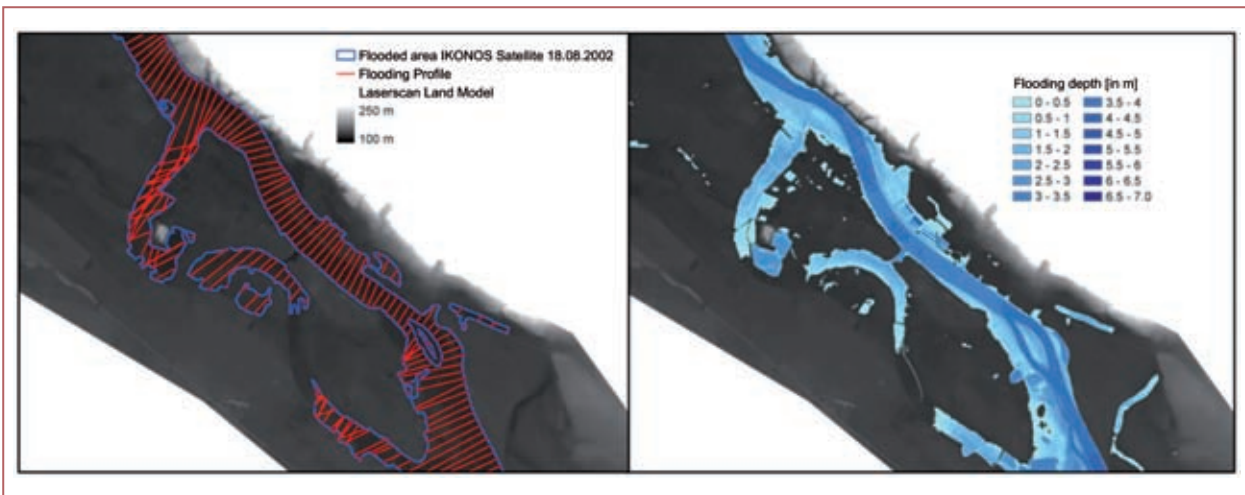 Flooded area IKONOS Satellite 18.08.2002
Flooding Profile
Laserscan Land Model
250 m
100 m
Flooding depth [in m]
0 - 0.5
0.5 - 1
1 - 1.5
1.5 - 2
2 - 2.5
2.5 - 3
3 - 3.5
3.5 - 4
4 - 4.5
4.5 - 5
5 - 5.5
5.5 - 6
6 - 6.5
6.5 - 7.0